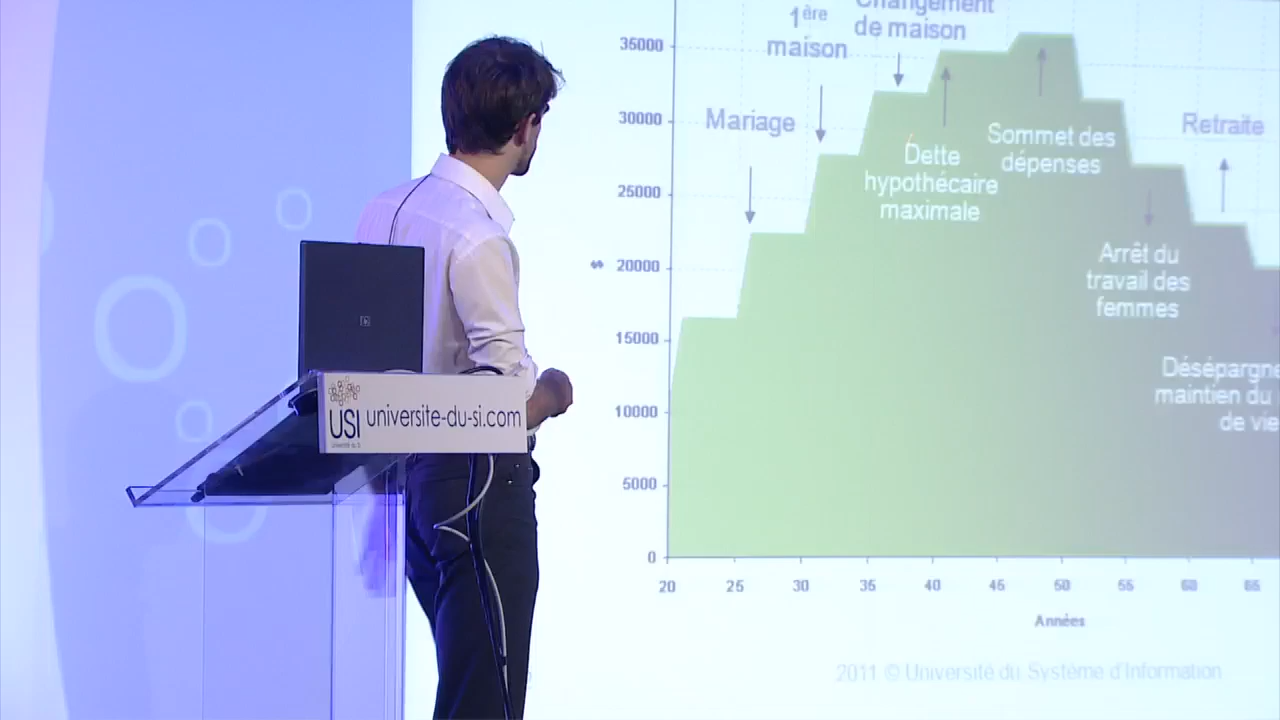 Changement
de maison
1ère
maison
Mariage
Dette
hypothécaire
maximale
Sommet des
dépenses
Retraite
Arrêt du
travail des
femmes
Désépargne
maintien du
de vie
35000
30000
25000
20000
15000
10000
5000
0
$
20 25 30 35 40 45 50 55 60 65
Années
2011 © Université du Système d'Information
USI
universite-du-si.com
hp